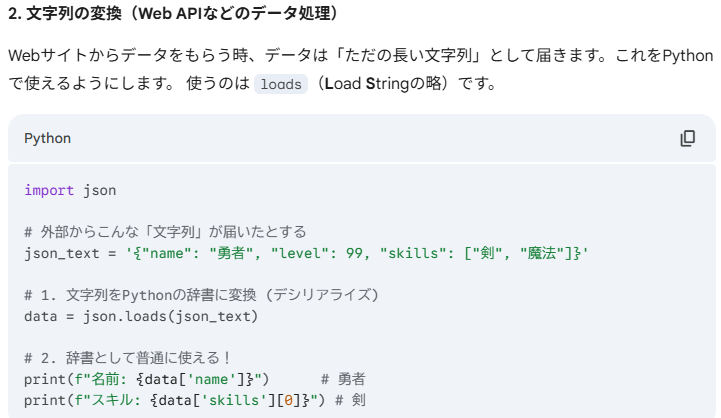 2. 文字列の変換（Web APIなどのデータ処理）
Webサイトからデータをもらう時、データは「ただの長い文字列」として届きます。これをPython
で使えるようにします。 使うのは loads（Load Stringの略）です。
Python
import json
# 外部からこんな「文字列」が届いたとする
json_text = '{"name": "勇者", "level": 99, "skills": ["剣", "魔法"]}'
# 1. 文字列をPythonの辞書に変換 (デシリアライズ)
data = json.loads(json_text)
# 2. 辞書として普通に使える！
print(f"名前: {data['name']}")      # 勇者
print(f"スキル: {data['skills'][0]}") # 剣